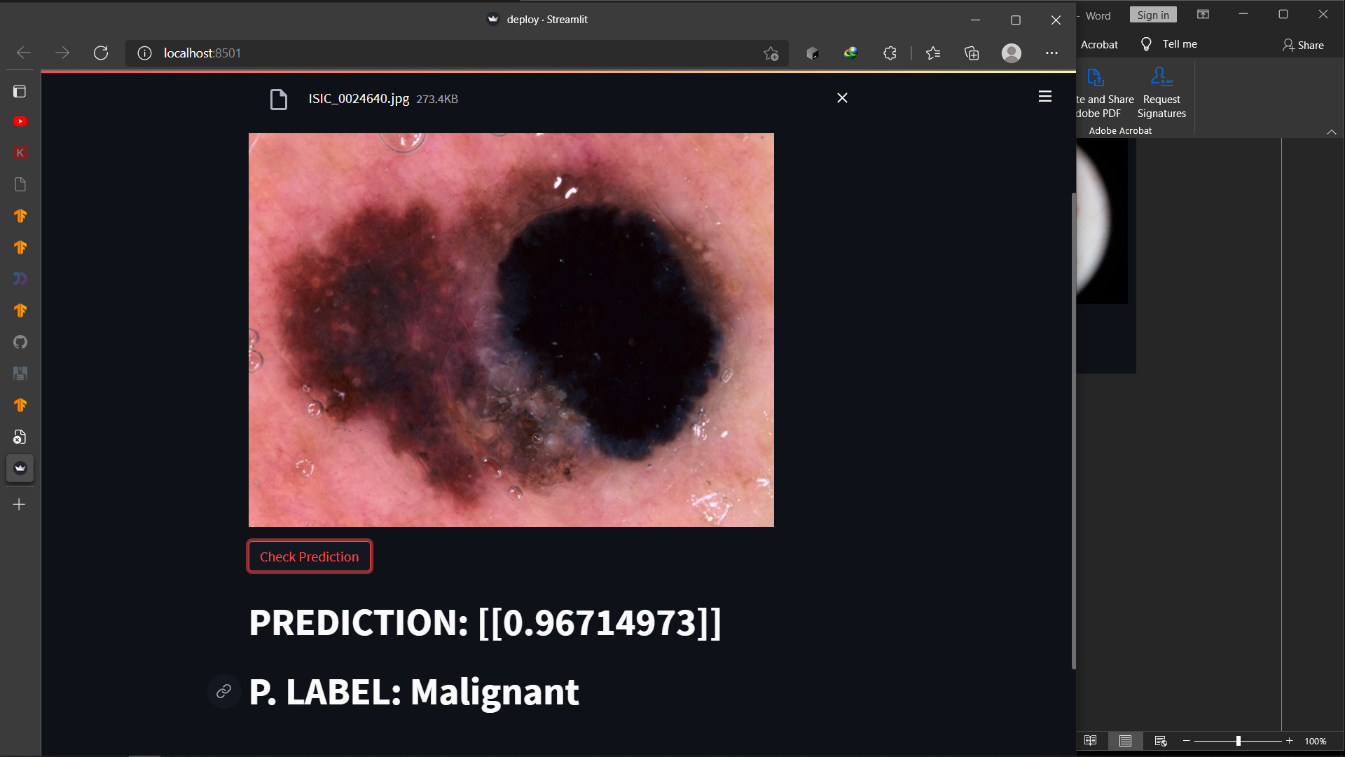 deploy · Streamlit
localhost:8501
ISIC_0024640.jpg 273.4KB
Check Prediction
PREDICTION: [[0.96714973]]
P. LABEL: Malignant
- Word
Sign in
Acrobat
Tell me
Share
te and Share
dobe PDF
Request
Signatures
Adobe Acrobat
100%
K